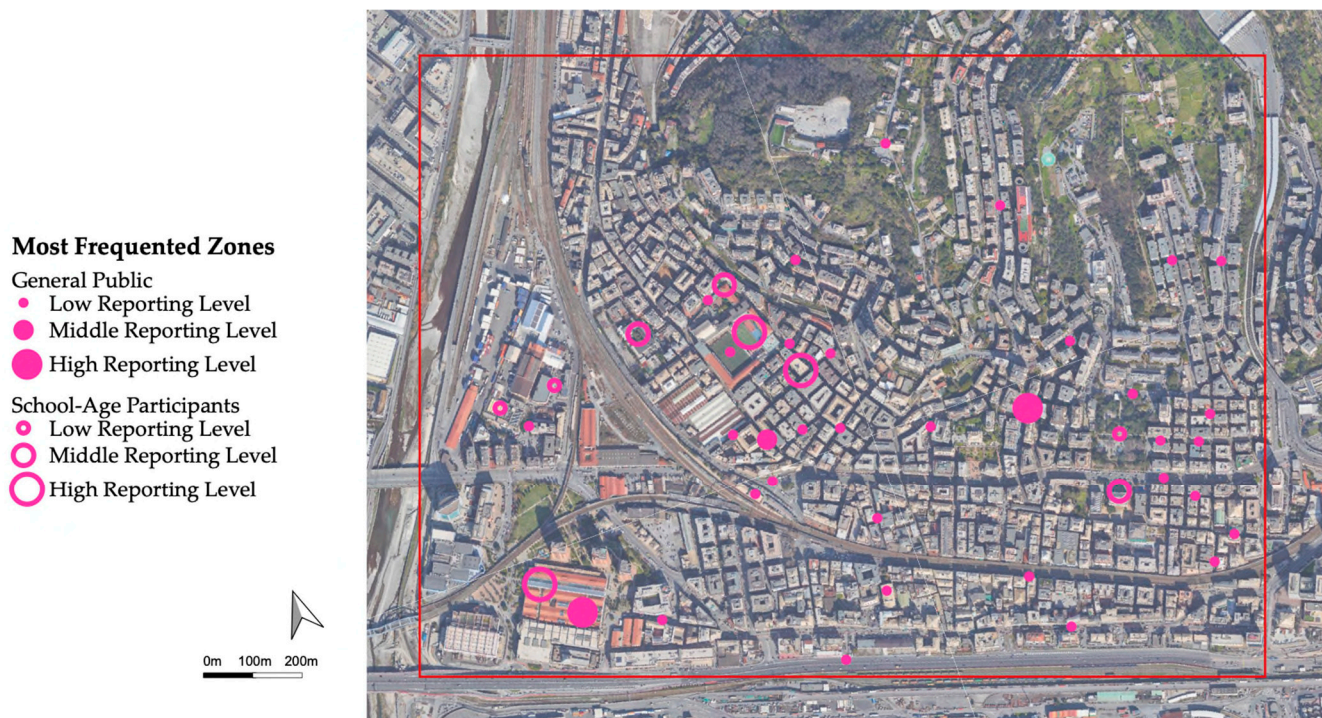 Most Frequented Zones
General Public
Low Reporting Level
Middle Reporting Level
High Reporting Level
School-Age Participants
Low Reporting Level
Middle Reporting Level
High Reporting Level
0m 100m 200m